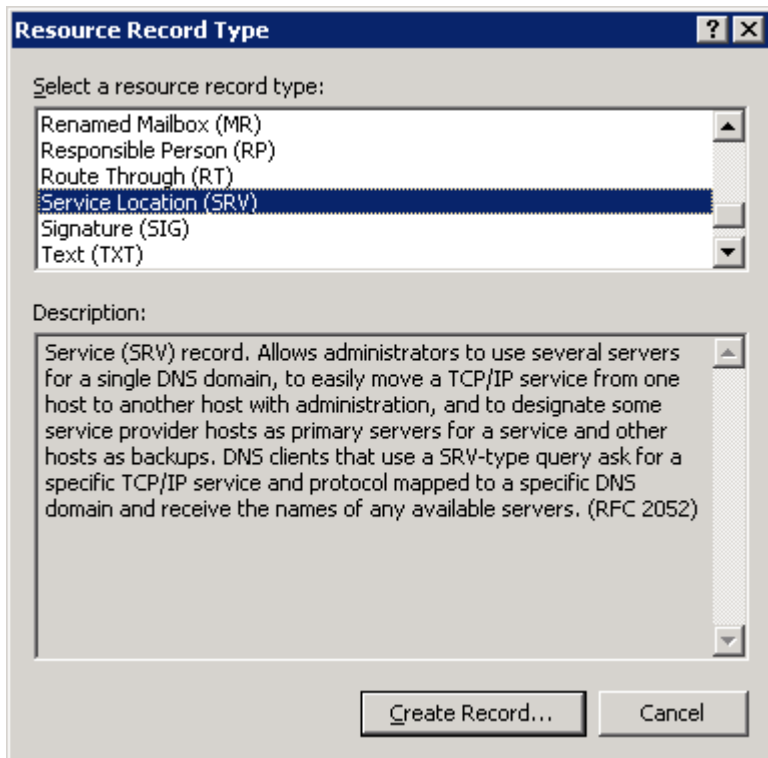 Resource Record Type
Select a resource record type:
Renamed Mailbox (MR)
Responsible Person (RP)
Route Through (RT)
Service Location (SRV)
Signature (SIG)
Text (TXT)
Description:
Service (SRV) record. Allows administrators to use several servers
for a single DNS domain, to easily move a TCP/IP service from one
host to another host with administration, and to designate some
service provider hosts as primary servers for a service and other
hosts as backups. DNS clients that use a SRV-type query ask for a
specific TCP/IP service and protocol mapped to a specific DNS
domain and receive the names of any available servers. (RFC 2052)
Create Record... Cancel